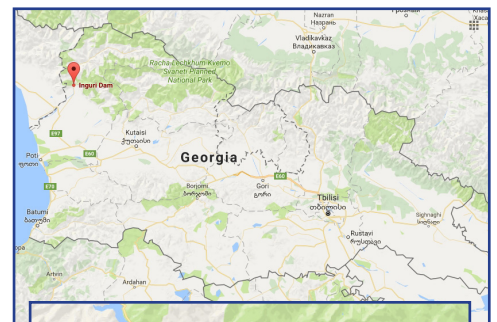 Nazran
Назрань
Vladikavkaz
Владикавказ
Racha-Lechkhumi-Kvemo
Svaneti Planned
National Park
Inguri Dam
E97
Kutaisi
ქუთაისი
Poti
ფოთი
E60
Georgia
E70
Borjomi
ბორჯომი
Gori
გორი
E60
Tbilisi
თბილისი
Batumi
ბათუმი
Sighnaghi
სიღნაღი
Rustavi
რუსთავი
Artvin
Ardahan